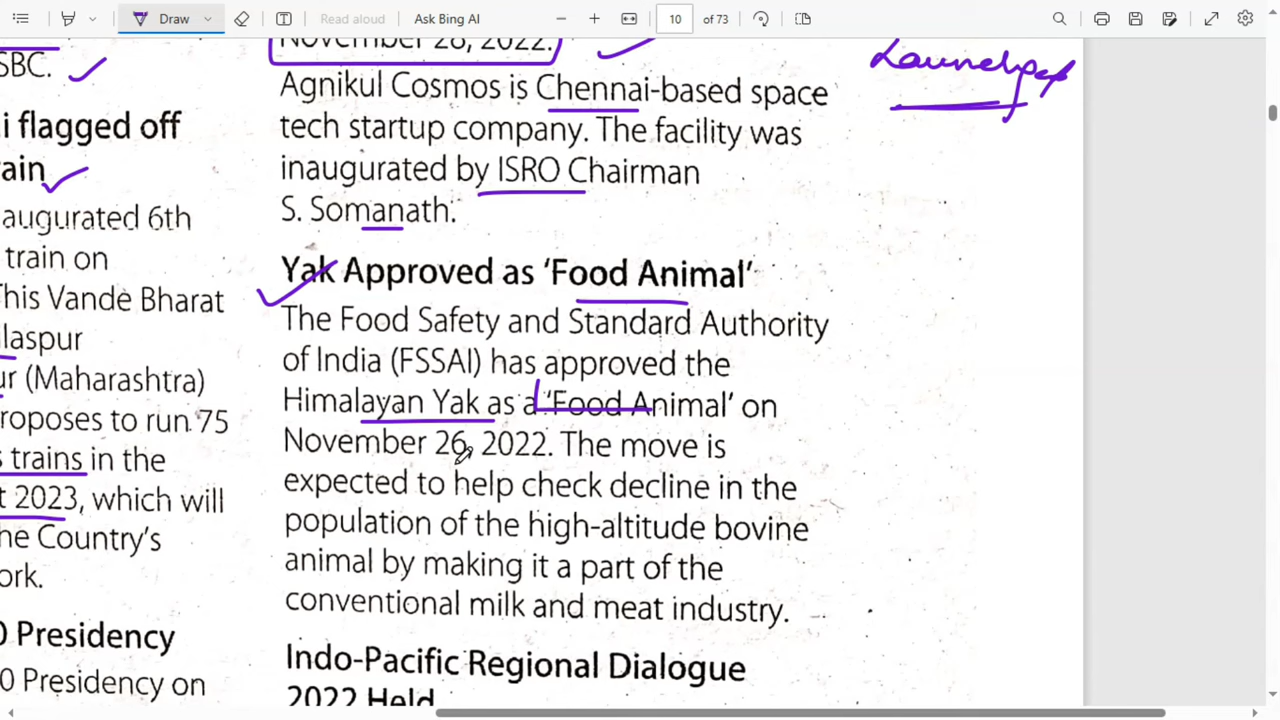 Draw
Read aloud
Ask Bing AI
10
of 73
SBC.
i flagged off
ain
augurated 6th
train on
This Vande Bharat
laspur
ur (Maharashtra)
roposes to run 75
s trains in the
t 2023, which will
he Country's
ork.
0 Presidency
0 Presidency on
November 28, 2022.
Agnikul Cosmos is Chennai-based space
tech startup company. The facility was
inaugurated by ISRO Chairman
S. Somanath.
Yak Approved as 'Food Animal'
The Food Safety and Standard Authority
of India (FSSAI) has approved the
Himalayan Yak as a 'Food Animal' on
November 26, 2022. The move is
expected to help check decline in the
population of the high-altitude bovine
animal by making it a part of the
conventional milk and meat industry.
Indo-Pacific Regional Dialogue
2022 Held
Launchpad